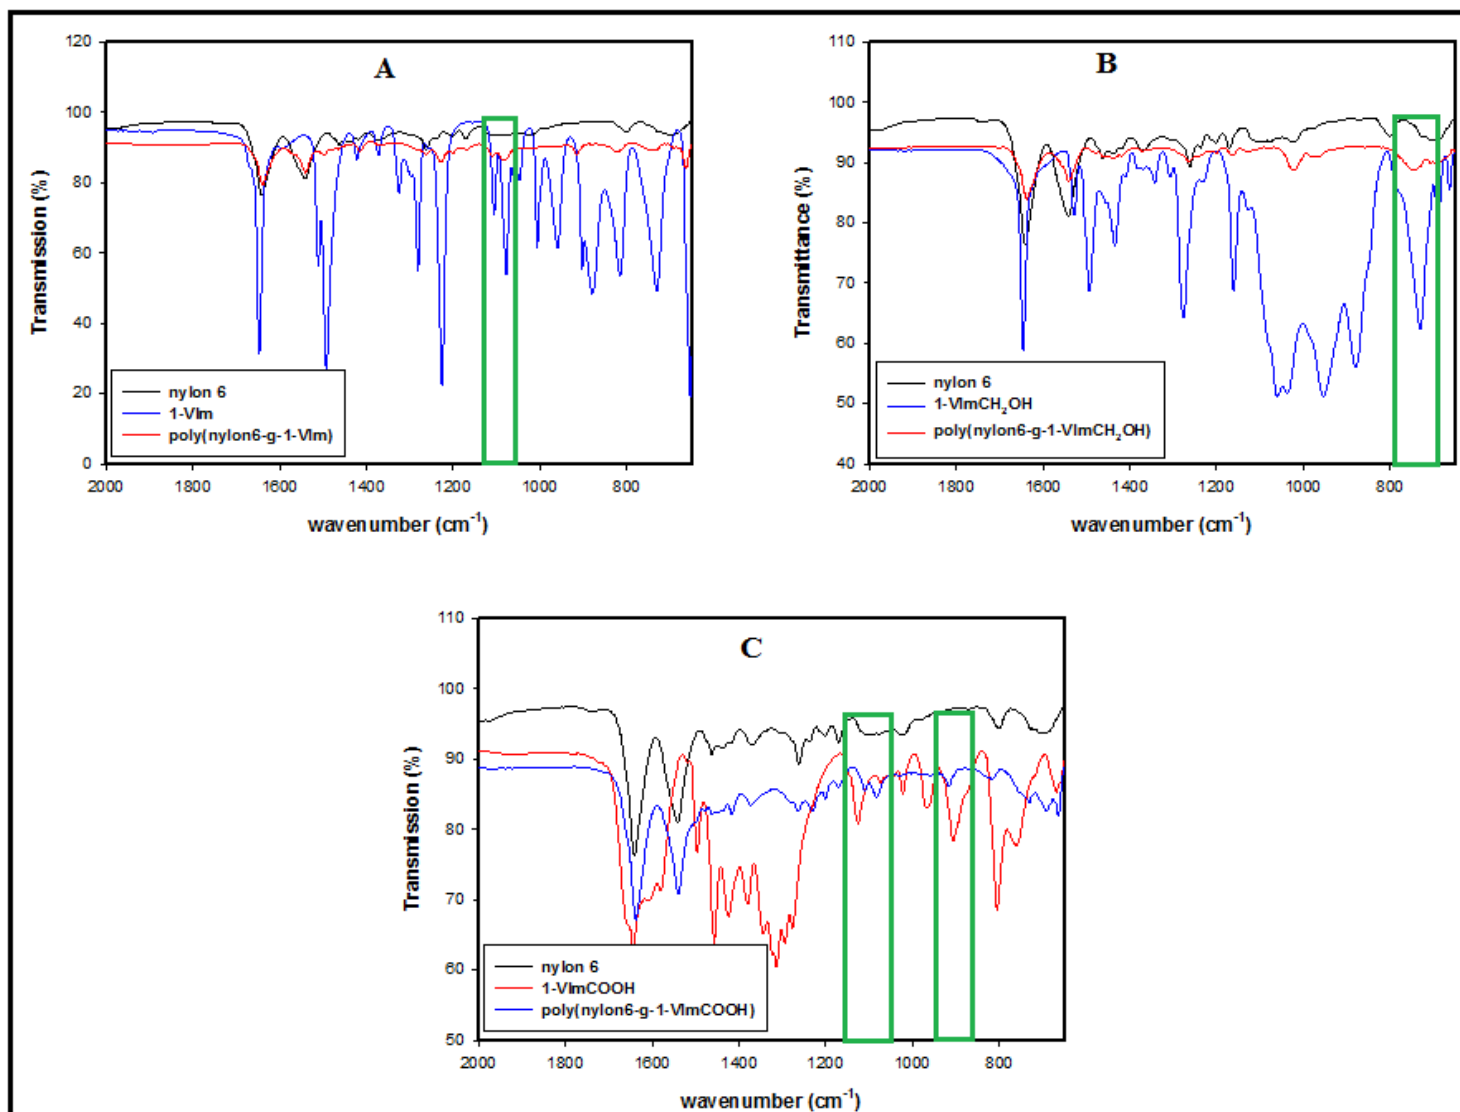 A
Transmission (%)
120
100
80
60
40
20
0
nylon 6
1-VIm
poly(nylon6-g-1-VIm)
2000 1800 1600 1400 1200 1000 800
wavenumber (cm⁻¹)
B
Transmittance (%)
110
100
90
80
70
60
50
40
nylon 6
1-VImCH₂OH
poly(nylon6-g-1-VImCH₂OH)
2000 1800 1600 1400 1200 1000 800
wavenumber (cm⁻¹)
C
Transmission (%)
110
100
90
80
70
60
50
nylon 6
1-VImCOOH
poly(nylon6-g-1-VImCOOH)
2000 1800 1600 1400 1200 1000 800
wavenumber (cm⁻¹)